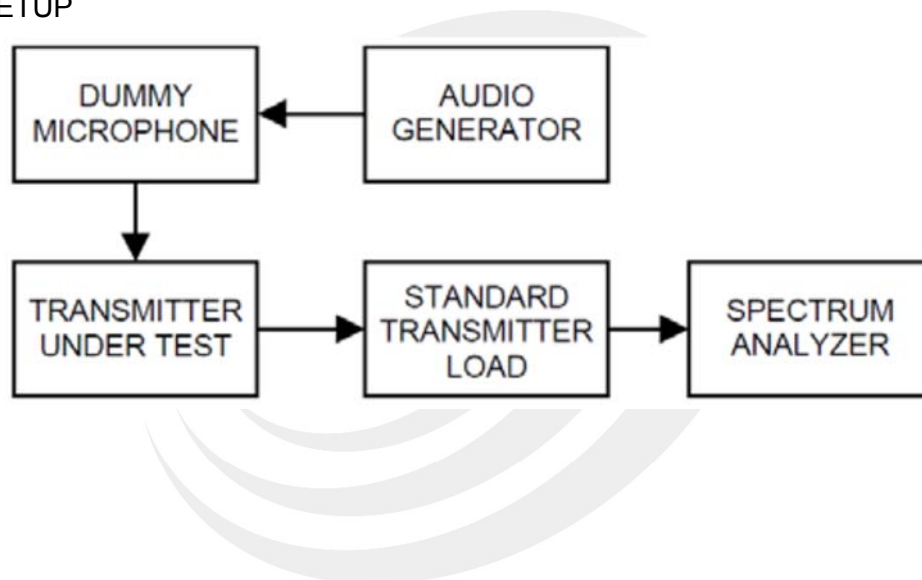 DUMMY
MICROPHONE
AUDIO
GENERATOR
TRANSMITTER
UNDER TEST
STANDARD
TRANSMITTER
LOAD
SPECTRUM
ANALYZER